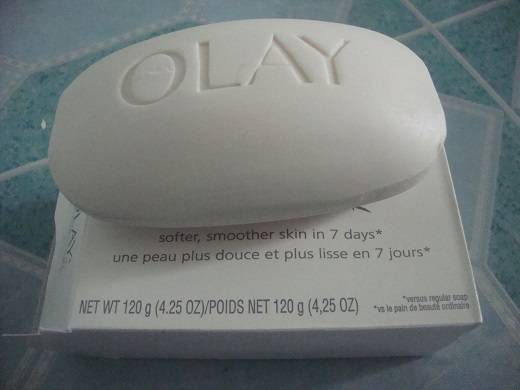 OLAY
softer, smoother skin in 7 days*
une peau plus douce et plus lisse en 7 jours*
NET WT 120 g (4.25 OZ)/POIDS NET 120 g (4,25 OZ)
*versus regular soap
*vs le pain de beauté ordinaire